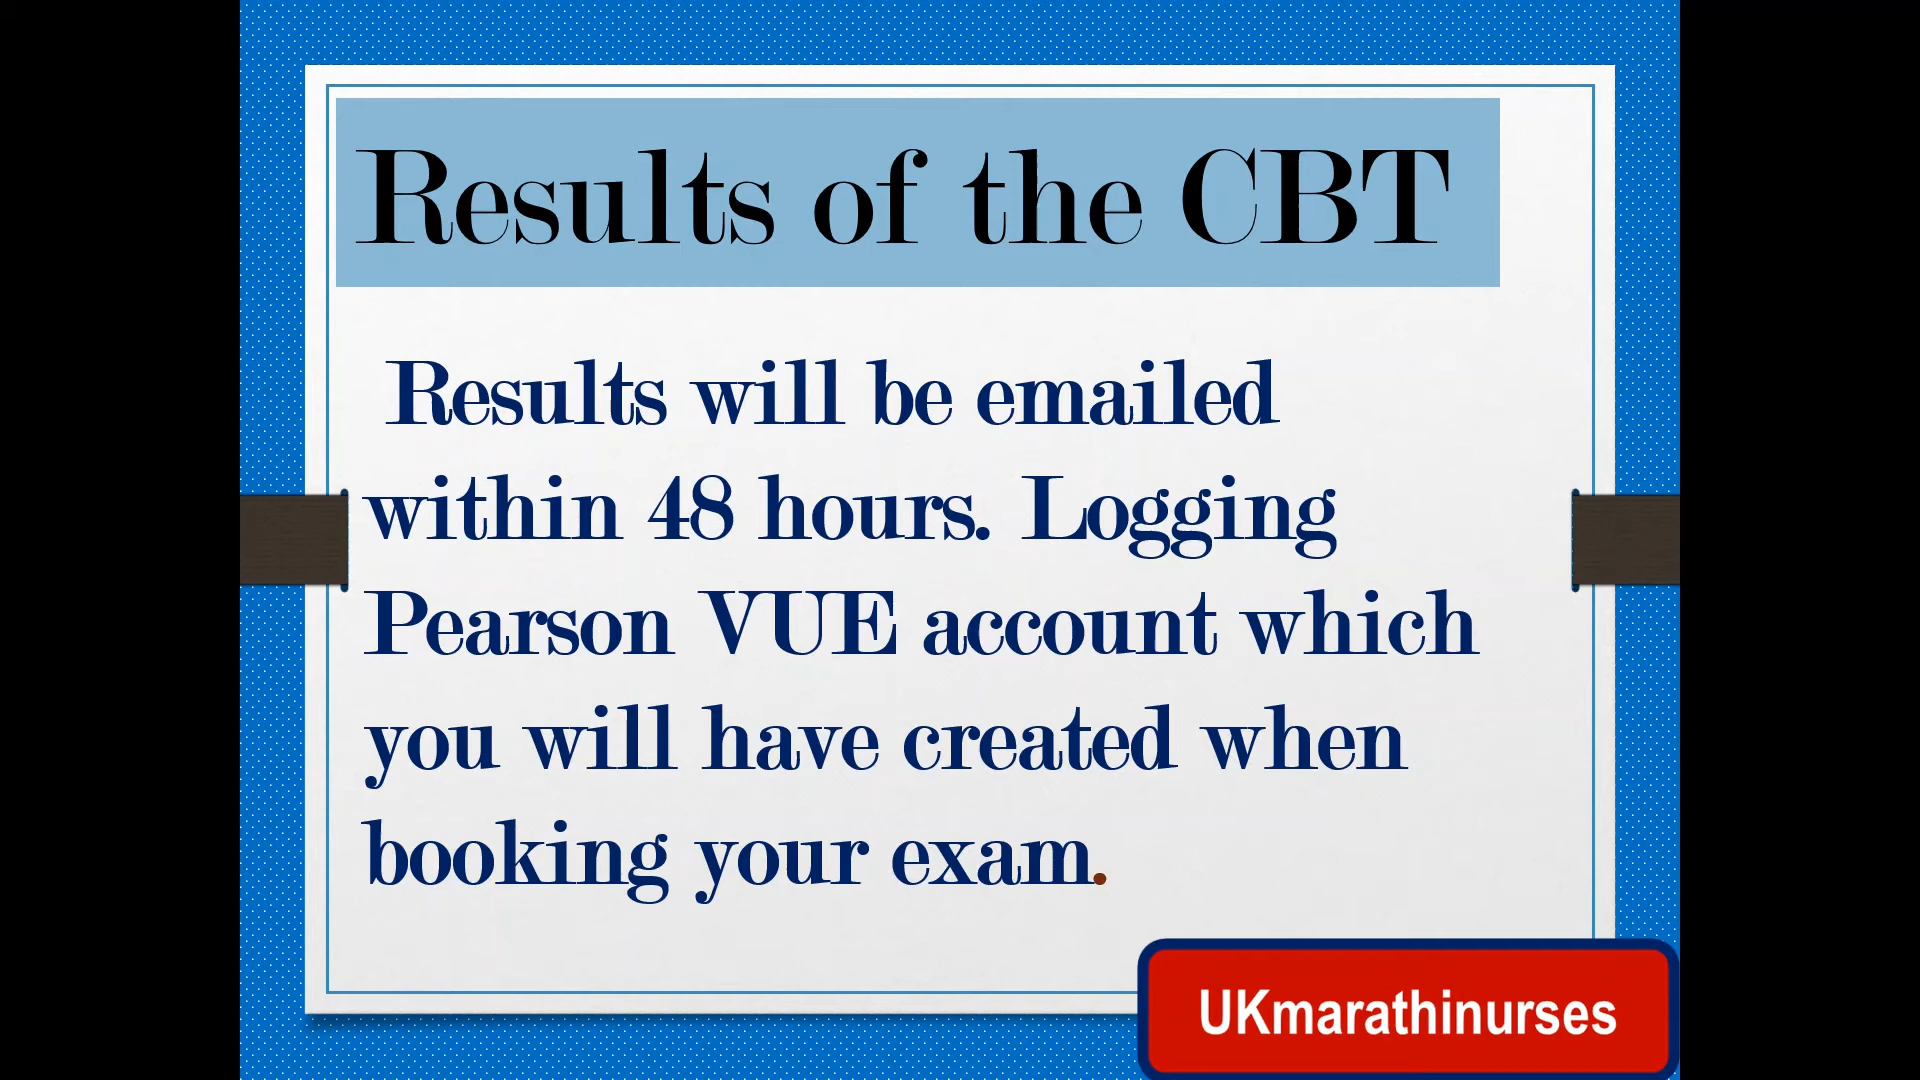 Results of the CBT
Results will be emailed
within 48 hours. Logging
Pearson VUE account which
you will have created when
booking your exam.
UKmarathinurses